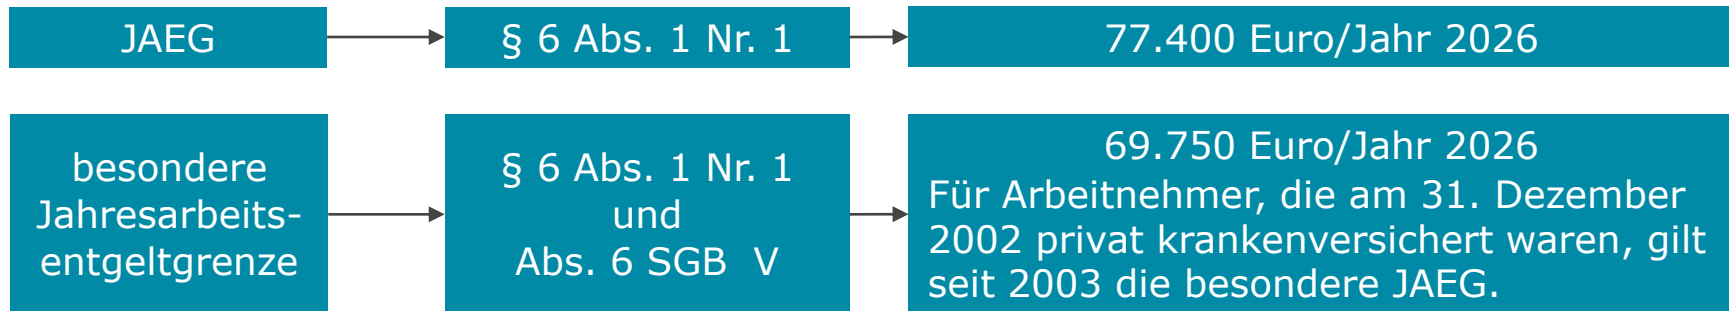 JAEG
§ 6 Abs. 1 Nr. 1
77.400 Euro/Jahr 2026
besondere
Jahresarbeits-
entgeltgrenze
§ 6 Abs. 1 Nr. 1
und
Abs. 6 SGB  V
69.750 Euro/Jahr 2026
Für Arbeitnehmer, die am 31. Dezember
2002 privat krankenversichert waren, gilt
seit 2003 die besondere JAEG.